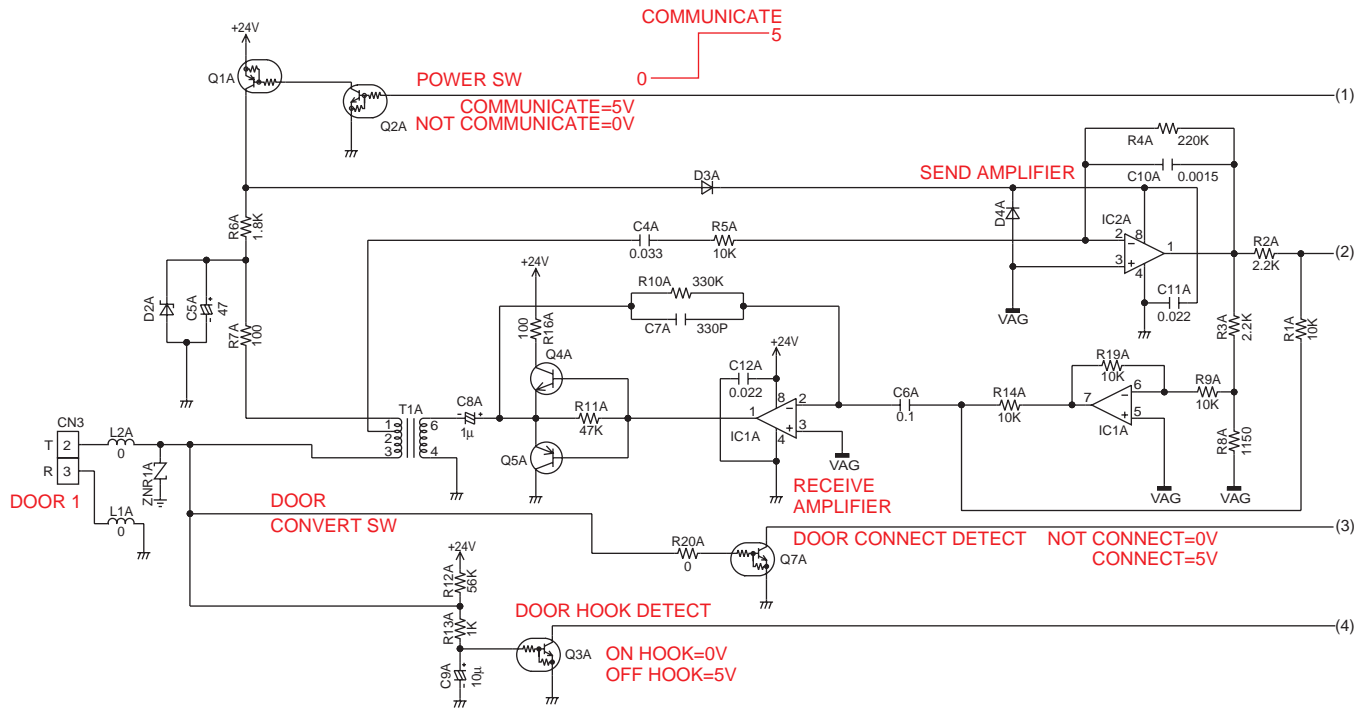 COMMUNICATE
5
0
+24V
Q1A
Q2A
POWER SW
COMMUNICATE=5V
NOT COMMUNICATE=0V
(1)
R4A
220K
C10A
0.0015
SEND AMPLIFIER
D3A
D4A
IC2A
2
3
8
4
1
R6A
1.8K
C4A
0.033
R5A
10K
R2A
2.2K
(2)
+24V
R10A
330K
C7A
330P
C11A
0.022
VAG
R3A
2.2K
R1A
10K
D2A
C5A
47
R7A
100
100
R16A
Q4A
C12A
0.022
+24V
R19A
10K
R9A
10K
C8A
1μ
R11A
47K
Q5A
1
8
2
3
4
IC1A
VAG
C6A
0.1
R14A
10K
7
6
5
IC1A
VAG
R8A
1150
VAG
T1A
1
2
3
6
4
CN3
T
2
R
3
L2A
0
ZNR1A
L1A
0
DOOR 1
DOOR
CONVERT SW
RECEIVE
AMPLIFIER
R20A
0
Q7A
DOOR CONNECT DETECT
NOT CONNECT=0V
CONNECT=5V
(3)
+24V
R12A
56K
R13A
1K
C9A
10μ
DOOR HOOK DETECT
Q3A
ON HOOK=0V
OFF HOOK=5V
(4)